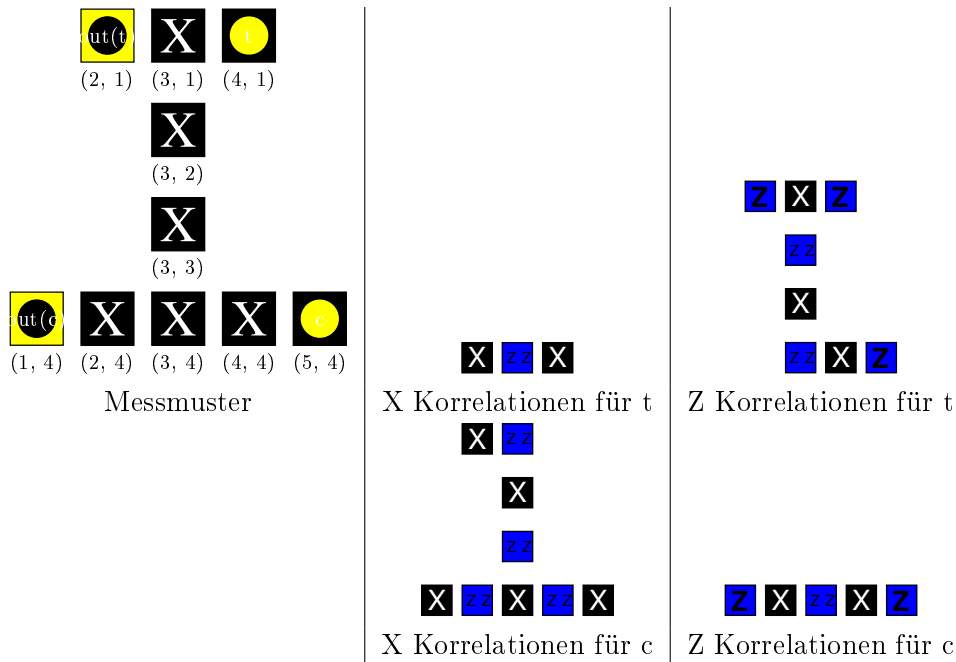 out(t) X t
(2, 1) (3, 1) (4, 1)
X
(3, 2)
X
(3, 3)
out(c) X X X c
(1, 4) (2, 4) (3, 4) (4, 4) (5, 4)
Messmuster
X z z X
X Korrelationen für t
Z X Z
z z
X
z z X Z
Z Korrelationen für t
X z z
X
z z
X z z X z z X
X Korrelationen für c
Z X z z X Z
Z Korrelationen für c